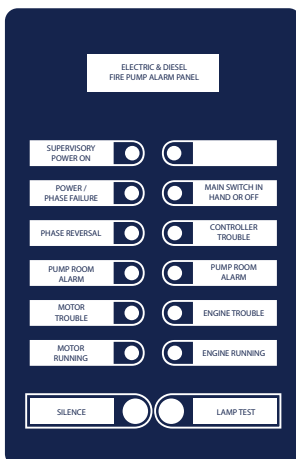 ELECTRIC & DIESEL
FIRE PUMP ALARM PANEL
SUPERVISORY
POWER ON
POWER /
PHASE FAILURE
MAIN SWITCH IN
HAND OR OFF
PHASE REVERSAL
CONTROLLER
TROUBLE
PUMP ROOM
ALARM
PUMP ROOM
ALARM
MOTOR
TROUBLE
ENGINE TROUBLE
MOTOR
RUNNING
ENGINE RUNNING
SILENCE
LAMP TEST